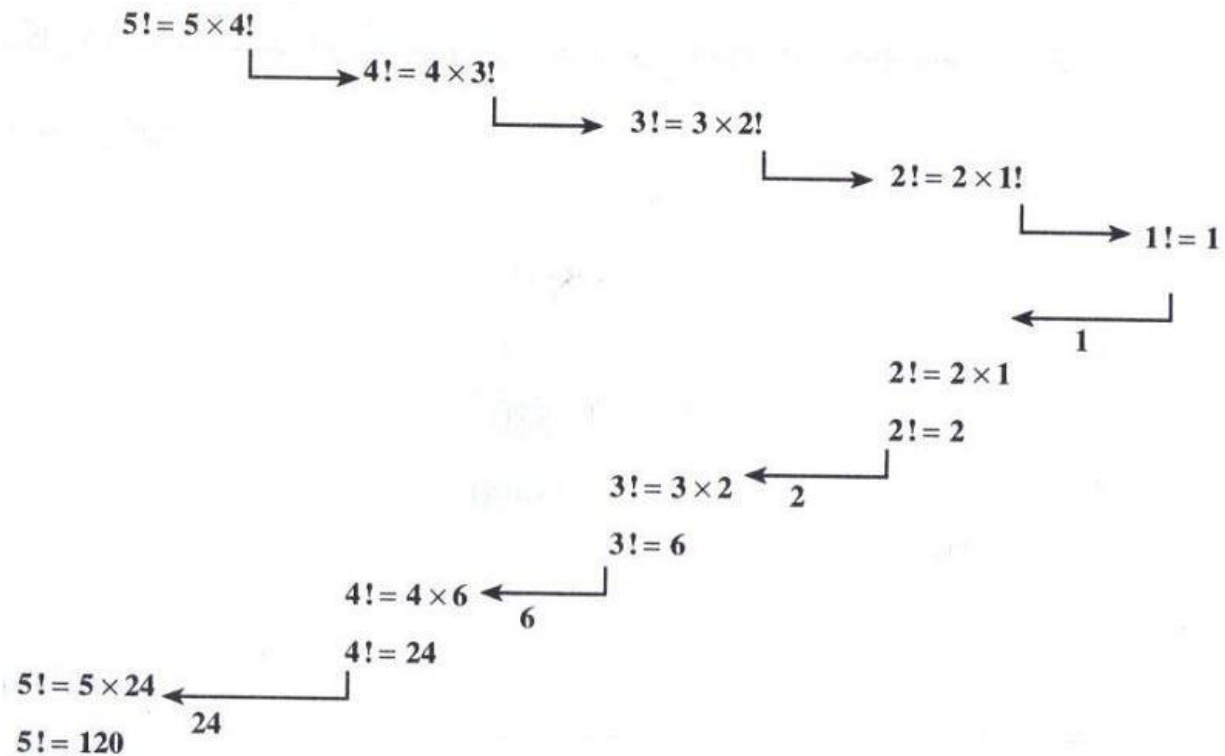 5! = 5 × 4!
4! = 4 × 3!
3! = 3 × 2!
2! = 2 × 1!
1! = 1
1
2! = 2 × 1
2! = 2
2
3! = 3 × 2
3! = 6
6
4! = 4 × 6
4! = 24
24
5! = 5 × 24
5! = 120